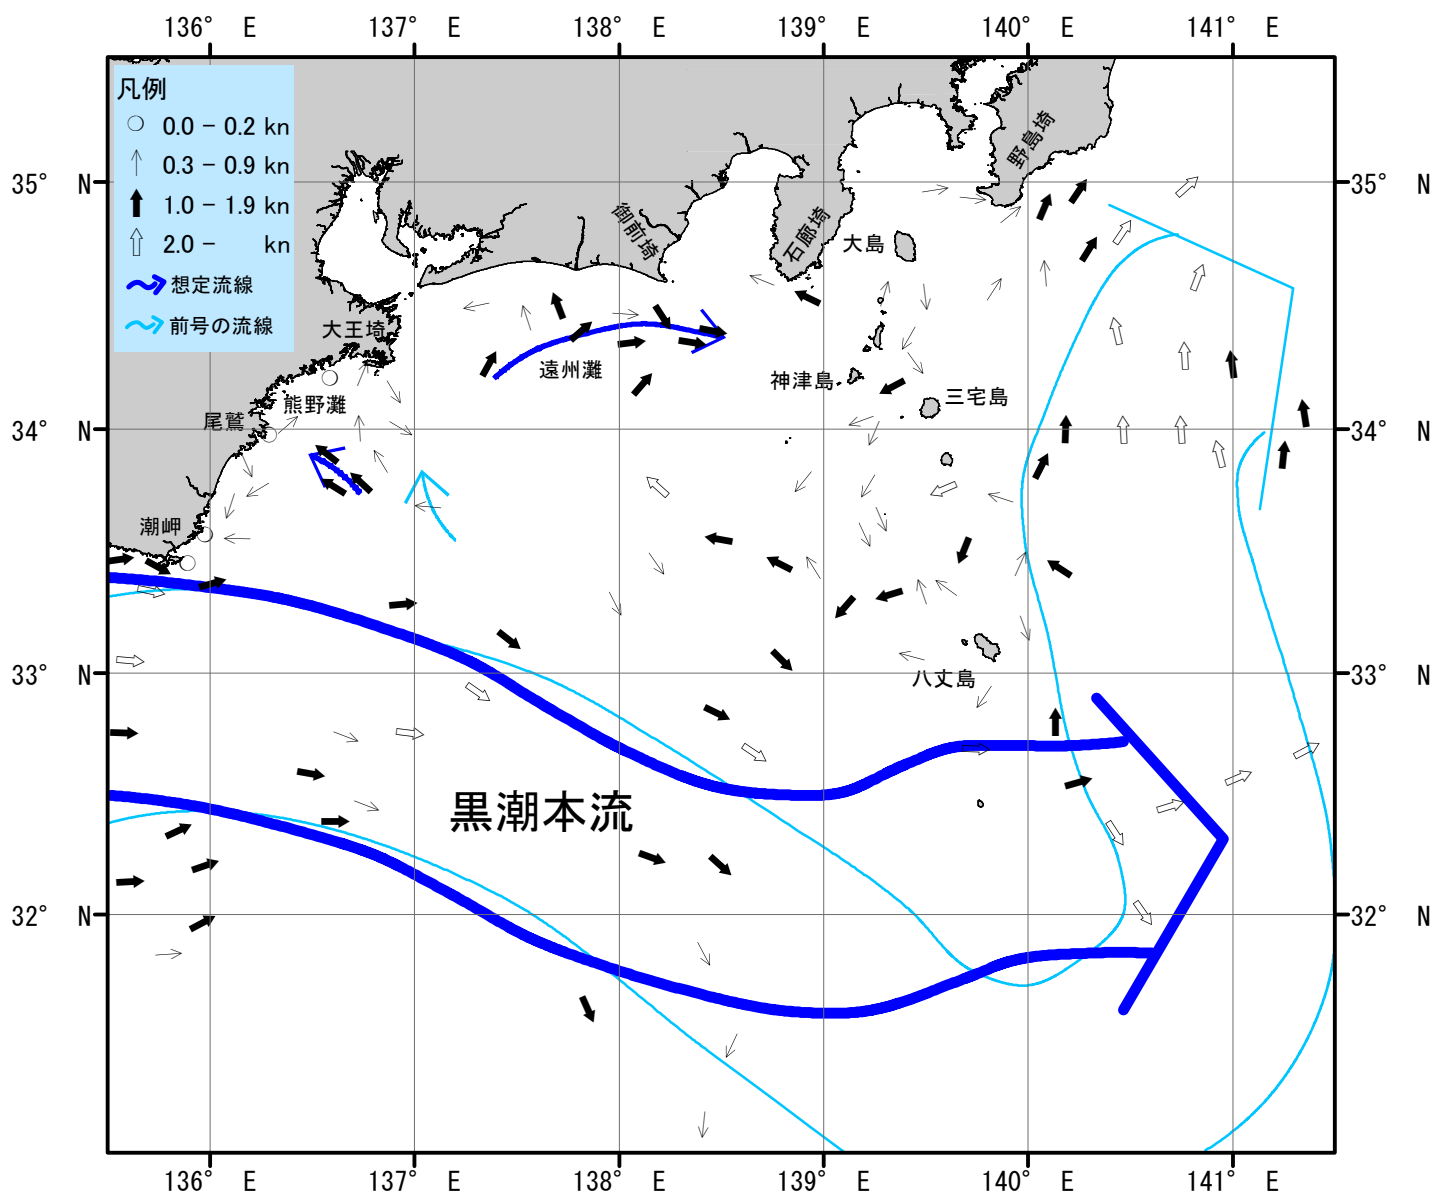 136° E 137° E 138° E 139° E 140° E 141° E
凡例
0.0 - 0.2 kn
0.3 - 0.9 kn
1.0 - 1.9 kn
2.0 - kn
想定流線
前号の流線
野島埼
35° N
35° N
御前埼
石廊埼
大島
大王埼
遠州灘
神津島
三宅島
熊野灘
尾鷲
34° N
34° N
潮岬
33° N
33° N
八丈島
黒潮本流
32° N
32° N
136° E 137° E 138° E 139° E 140° E 141° E